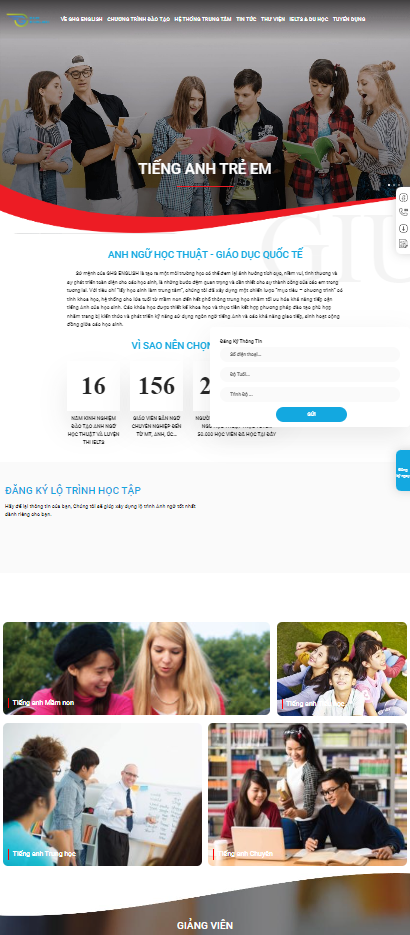 VỀ SHG ENGLISH CHƯƠNG TRÌNH ĐÀO TẠO HỆ THỐNG TRUNG TÂM TIN TỨC THƯ VIỆN IELTS & DU HỌC TUYỂN DỤNG
TIẾNG ANH TRẺ EM
GIỚ
ANH NGỮ HỌC THUẬT - GIÁO DỤC QUỐC TẾ
Sứ mệnh của SHG ENGLISH là tạo ra một môi trường học có thể đem lại ảnh hưởng tích cực, niềm vui, tình thương và
sự phát triển toàn diện cho các học sinh, là những bước đệm quan trọng và cần thiết cho sự thành công của các em trong
tương lai. Với tiêu chí "lấy học sinh làm trung tâm", chúng tôi đã xây dựng một chiến lược "mục tiêu – chương trình" có
tính khoa học, hệ thống cho lứa tuổi từ mầm non đến hết phổ thông trung học nhằm tối ưu hóa khả năng tiếp cận
tiếng Anh của học sinh. Các khóa học được thiết kế khoa học và thực tiễn kết hợp phương pháp đào tạo phù hợp
nhằm trang bị kiến thức và phát triển kỹ năng sử dụng ngôn ngữ tiếng Anh và các khả năng giao tiếp, sinh hoạt cộng
đồng giữa các học sinh.
VÌ SAO NÊN CHỌN
Đăng Ký Thông Tin
Số điện thoại...
Độ Tuổi...
Trình Độ ...
GỬI
16
156
2
NĂM KINH NGHIỆM
ĐÀO TẠO ANH NGỮ
HỌC THUẬT VÀ LUYỆN
THI IELTS
GIÁO VIÊN BẢN NGỮ
CHUYÊN NGHIỆP ĐẾN
TỪ MỸ, ANH, ÚC...
50.000 HỌC VIÊN ĐÃ HỌC TẠI ĐÂY
ĐĂNG KÝ LỘ TRÌNH HỌC TẬP
Hãy để lại thông tin của bạn, Chúng tôi sẽ giúp xây dựng lộ trình Anh ngữ tốt nhất
dành riêng cho bạn.
Tiếng anh Mầm non
Tiếng anh Trung học
Tiếng anh Chuyên
GIẢNG VIÊN